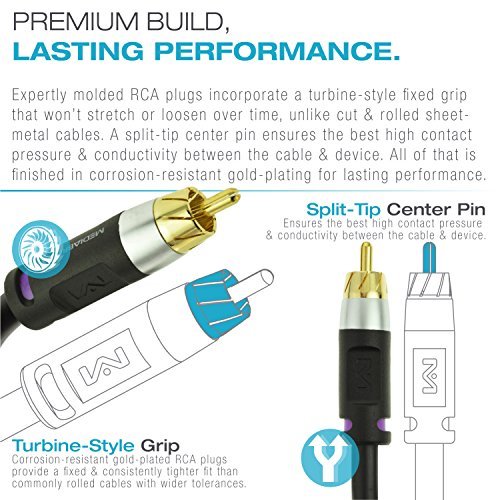 PREMIUM BUILD,
LASTING PERFORMANCE.
Expertly molded RCA plugs incorporate a turbine-style fixed grip
that won't stretch or loosen over time, unlike cut & rolled sheet-
metal cables. A split-tip center pin ensures the best high contact
pressure & conductivity between the cable & device. All of that is
finished in corrosion-resistant gold-plating for lasting performance.
Split-Tip Center Pin
Ensures the best high contact pressure
& conductivity between the cable & device.
Turbine-Style Grip
Corrosion-resistant gold-plated RCA plugs
provide a fixed & consistently tighter fit than
commonly rolled cables with wider tolerances.